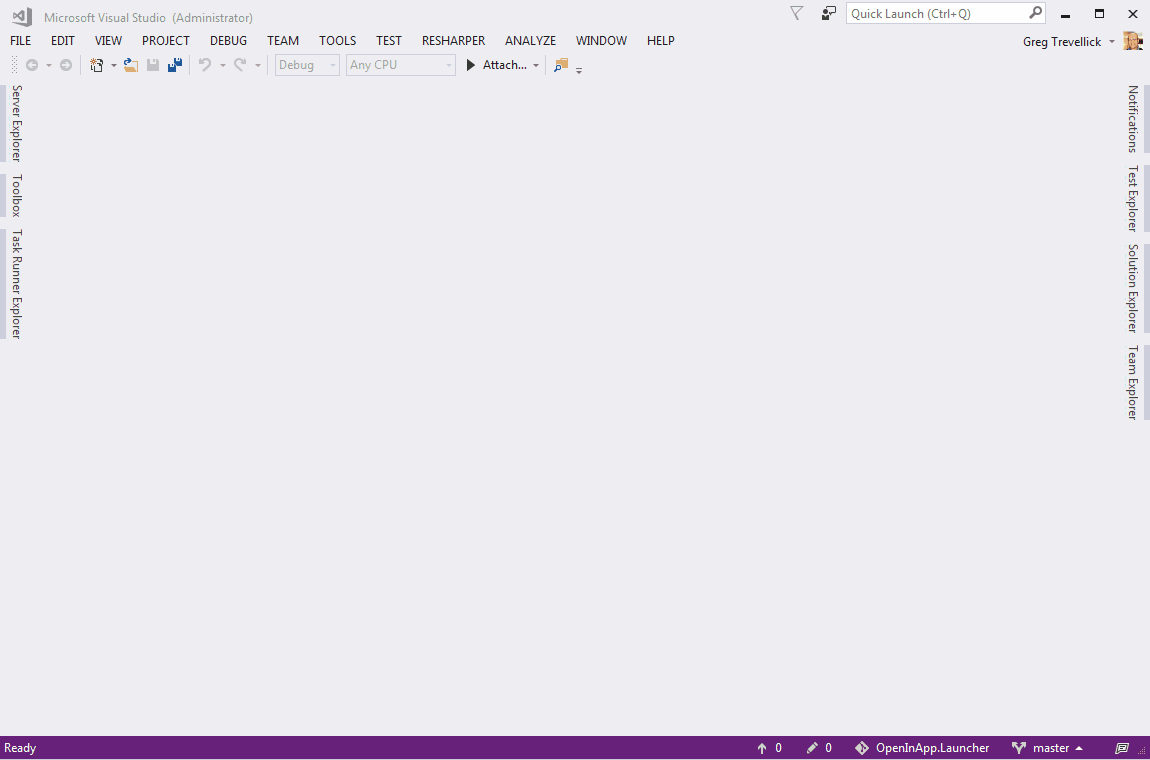 Microsoft Visual Studio (Administrator)
Quick Launch (Ctrl+Q)
FILE EDIT VIEW PROJECT DEBUG TEAM TOOLS TEST RESHARPER ANALYZE WINDOW HELP
Greg Trevellick
Debug Any CPU Attach...
Server Explorer
Toolbox
Task Runner Explorer
Notifications
Test Explorer
Solution Explorer
Team Explorer
Ready 0 0 OpenInApp.Launcher master